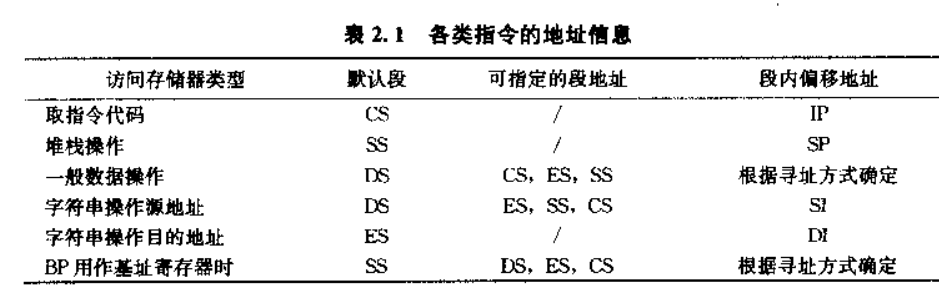 表 2.1 各类指令的地址信息
访问存储器类型 默认段 可指定的段地址 段内偏移地址
取指令代码 CS / IP
堆栈操作 SS / SP
一般数据操作 DS CS，ES，SS 根据寻址方式确定
字符串操作源地址 DS ES，SS，CS SI
字符串操作目的地址 ES / DI
BP 用作基址寄存器时 SS DS，ES，CS 根据寻址方式确定